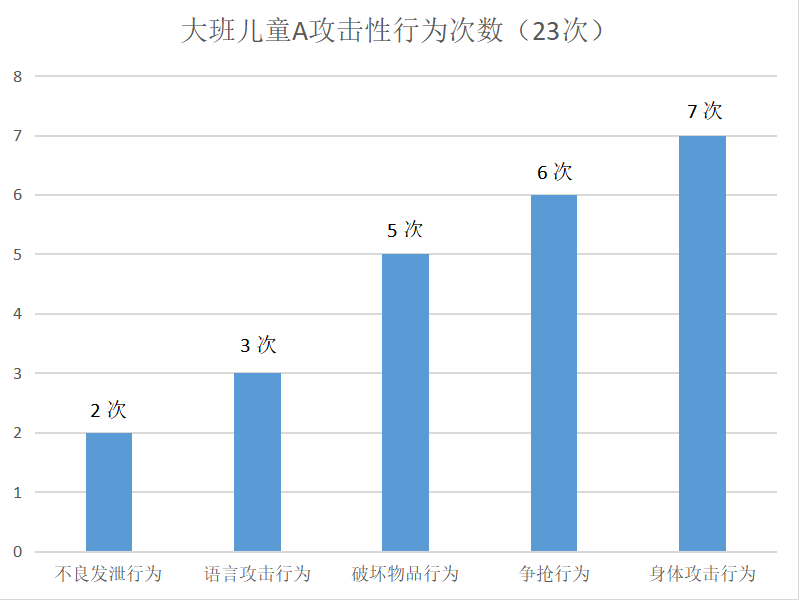 大班儿童A攻击性行为次数（23次）
8
7
6
5
4
3
2
1
0
2 次
3 次
5 次
6 次
7 次
不良发泄行为
语言攻击行为
破坏物品行为
争抢行为
身体攻击行为